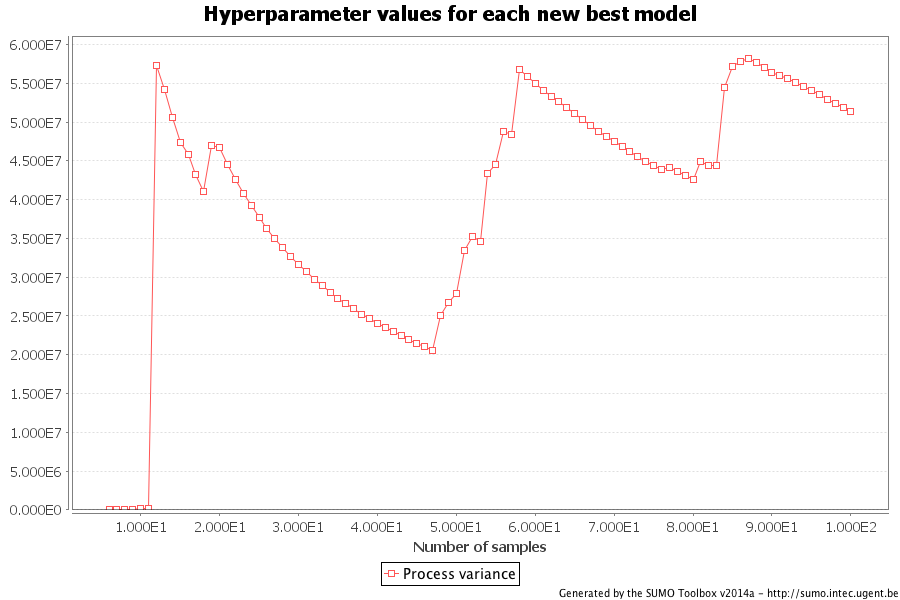 Hyperparameter values for each new best model
6.000E7
5.500E7
5.000E7
4.500E7
4.000E7
3.500E7
3.000E7
2.500E7
2.000E7
1.500E7
1.000E7
5.000E6
0.000E0
1.000E1 2.000E1 3.000E1 4.000E1 5.000E1 6.000E1 7.000E1 8.000E1 9.000E1 1.000E2
Number of samples
Process variance
Generated by the SUMO Toolbox v2014a - http://sumo.intec.ugent.be